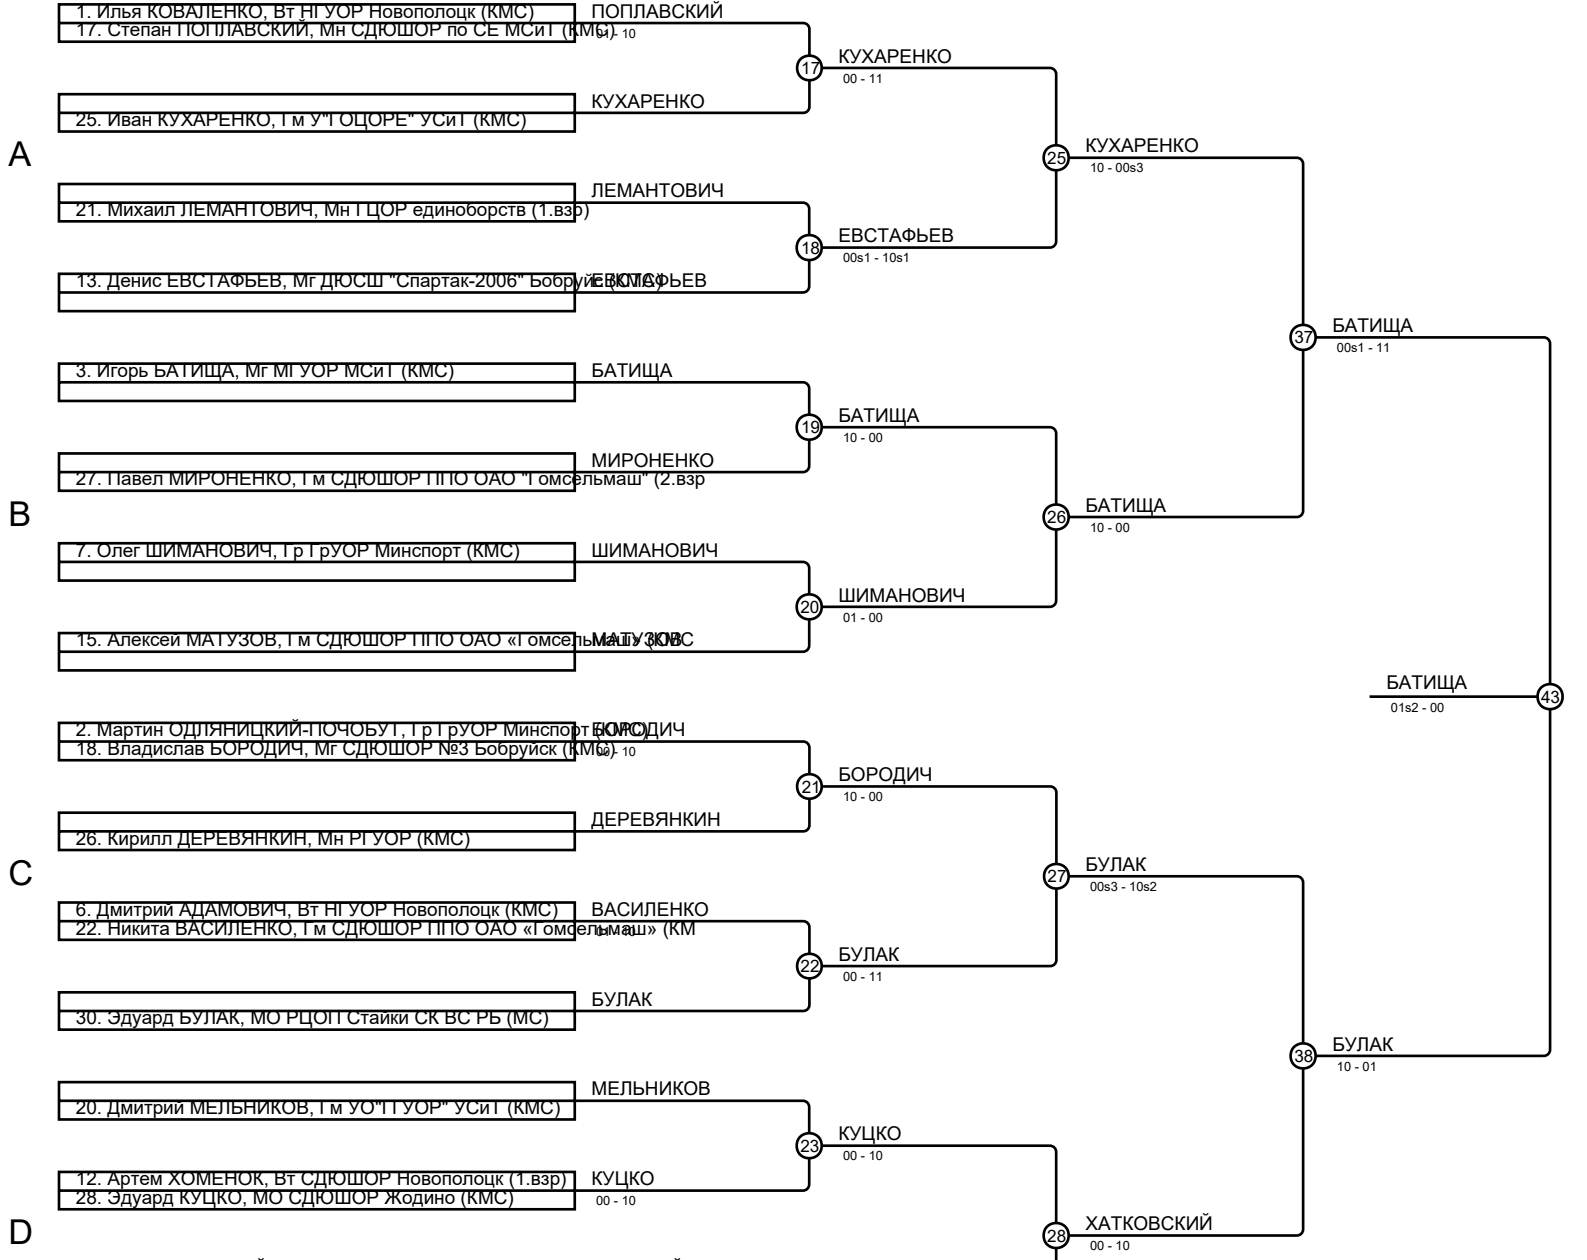 1. Илья КОВАЛЕНКО, Вт НГУОР Новополоцк (КМС)
ПОПЛАВСКИЙ
17. Степан ПОПЛАВСКИЙ, Мн СДЮШОР по СЕ МСиТ (КМС)
01 - 10
КУХАРЕНКО
17
00 - 11
КУХАРЕНКО
25. Иван КУХАРЕНКО, Гм У"ГОЦОРЕ" УСиТ (КМС)
A
КУХАРЕНКО
25
10 - 00s3
ЛЕМАНТОВИЧ
21. Михаил ЛЕМАНТОВИЧ, Мн ГЦОР единоборств (1.взр)
ЕВСТАФЬЕВ
18
00s1 - 10s1
13. Денис ЕВСТАФЬЕВ, Мг ДЮСШ "Спартак-2006" Бобруйс (КМС)
ЕВСТАФЬЕВ
БАТИЩА
37
00s1 - 11
3. Игорь БАТИЩА, Мг МГУОР МСиТ (КМС)
БАТИЩА
БАТИЩА
19
10 - 00
МИРОНЕНКО
27. Павел МИРОНЕНКО, Гм СДЮШОР ППО ОАО "Гомсельмаш" (2.взр
B
БАТИЩА
26
10 - 00
7. Олег ШИМАНОВИЧ, Гр ГрУОР Минспорт (КМС)
ШИМАНОВИЧ
ШИМАНОВИЧ
20
01 - 00
15. Алексей МАТУЗОВ, Гм СДЮШОР ППО ОАО «Гомсельмаш» (КМС
МАТУЗОВ
БАТИЩА
43
01s2 - 00
2. Мартин ОДЛЯНИЦКИЙ-ПОЧОБУТ, Гр ГрУОР Минспорт (КМС)
БОРОДИЧ
18. Владислав БОРОДИЧ, Мг СДЮШОР №3 Бобруйск (КМС)
00 - 10
БОРОДИЧ
21
10 - 00
ДЕРЕВЯНКИН
26. Кирилл ДЕРЕВЯНКИН, Мн РГУОР (КМС)
C
БУЛАК
27
00s3 - 10s2
6. Дмитрий АДАМОВИЧ, Вт НГУОР Новополоцк (КМС)
ВАСИЛЕНКО
22. Никита ВАСИЛЕНКО, Гм СДЮШОР ППО ОАО «Гомсельмаш» (КМ
01 - 10
БУЛАК
22
00 - 11
БУЛАК
30. Эдуард БУЛАК, МО РЦОП Стайки СК ВС РБ (МС)
БУЛАК
38
10 - 01
МЕЛЬНИКОВ
20. Дмитрий МЕЛЬНИКОВ, Гм УО"ГГУОР" УСиТ (КМС)
КУЦКО
23
00 - 10
12. Артем ХОМЕНОК, Вт СДЮШОР Новополоцк (1.взр)
КУЦКО
28. Эдуард КУЦКО, МО СДЮШОР Жодино (КМС)
00 - 10
D
ХАТКОВСКИЙ
28
00 - 10